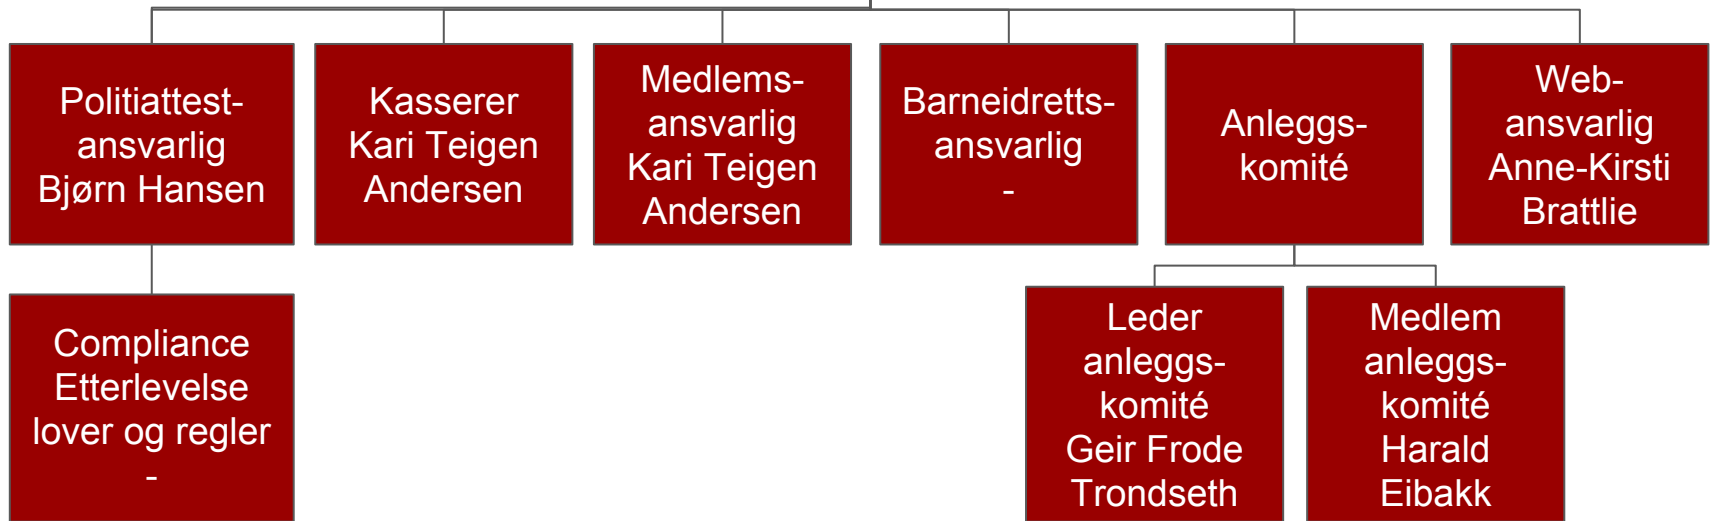 Politiattest-
ansvarlig
Bjørn Hansen
Kasserer
Kari Teigen
Andersen
Medlems-
ansvarlig
Kari Teigen
Andersen
Barneidretts-
ansvarlig
-
Anleggs-
komité
Web-
ansvarlig
Anne-Kirsti
Brattlie
Compliance
Etterlevelse
lover og regler
-
Leder
anleggs-
komité
Geir Frode
Trondseth
Medlem
anleggs-
komité
Harald
Eibakk